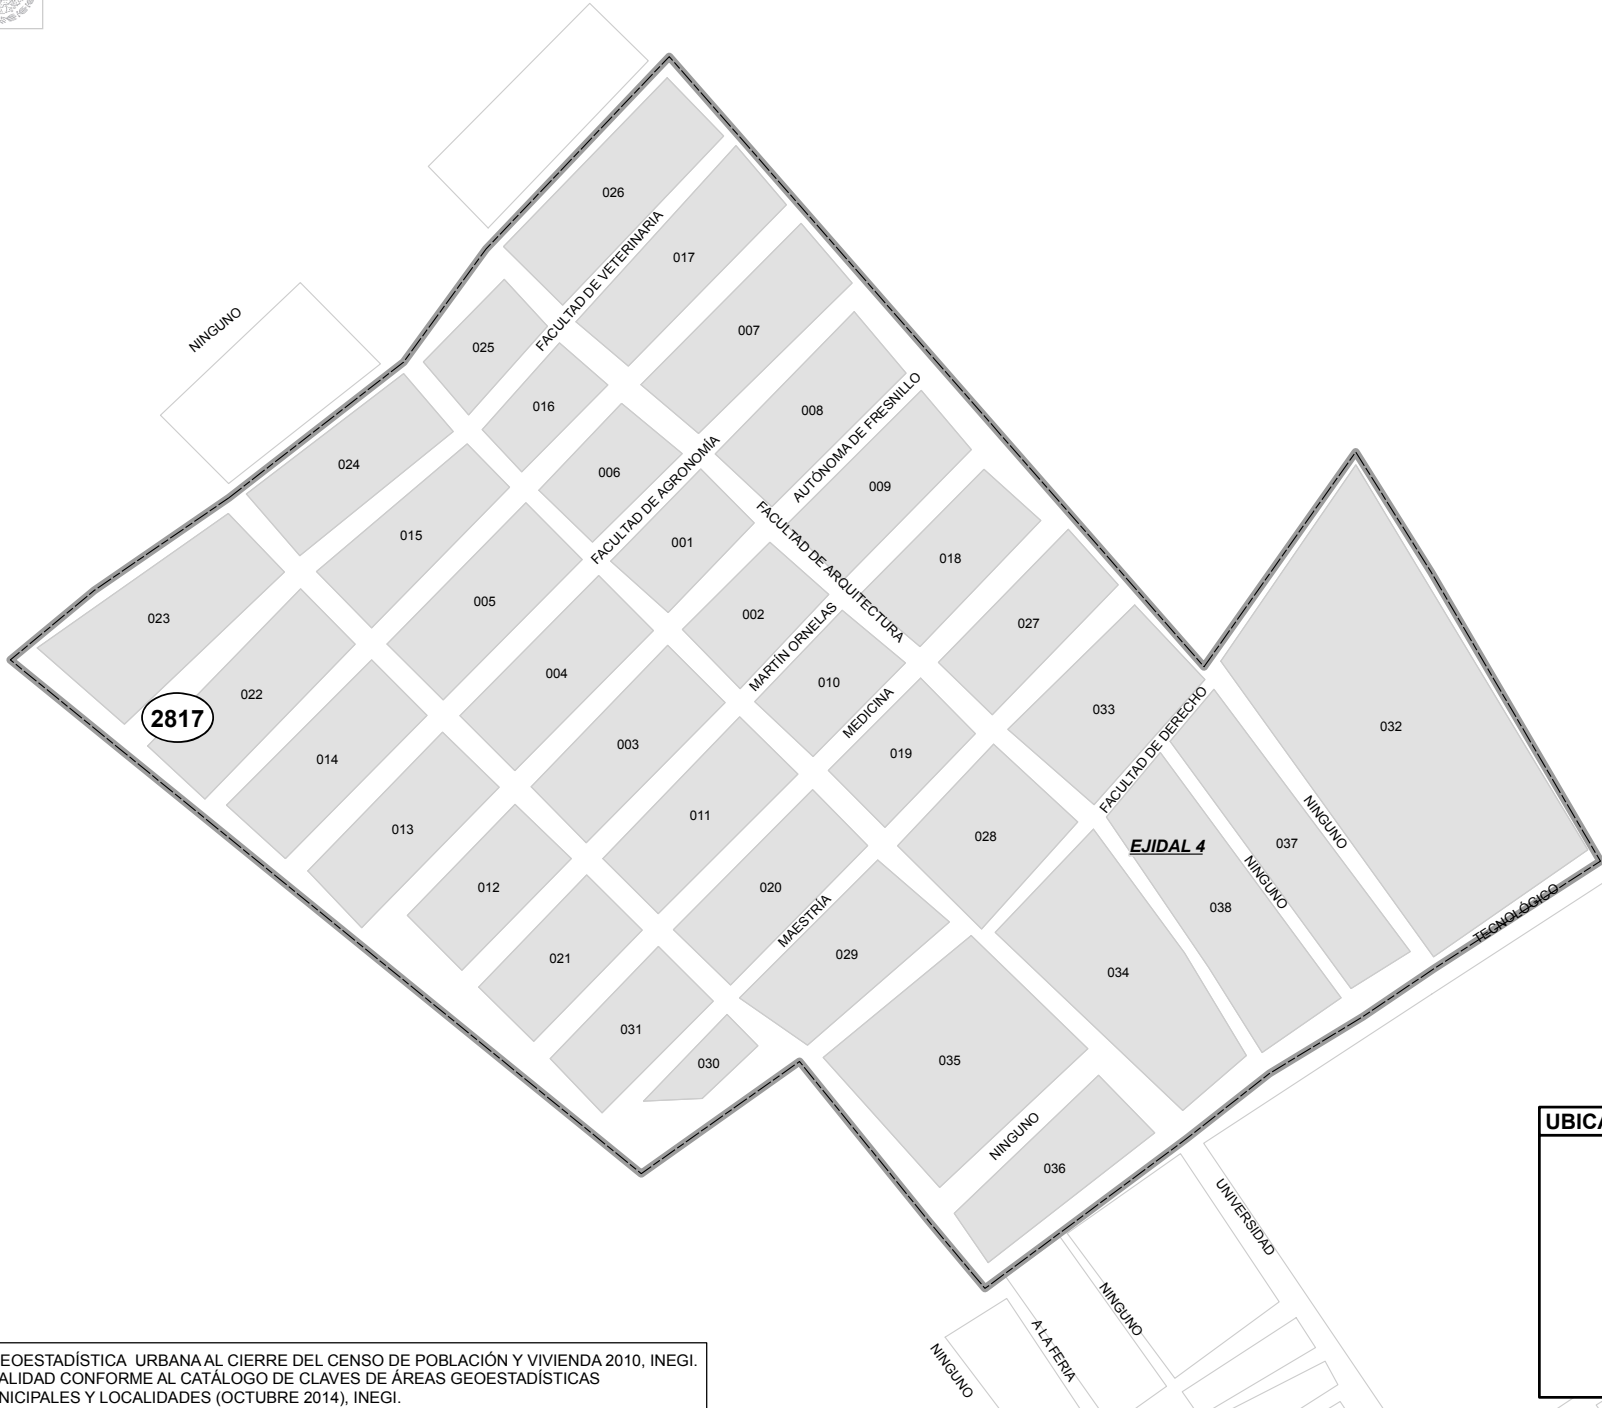 026
FACULTAD DE VETERINARIA
017
NINGUNO
007
025
016
008
AUTÓNOMA DE FRESNILLO
024
006
FACULTAD DE AGRONOMÍA
009
015
001
FACULTAD DE ARQUITECTURA
018
023
005
002
MARTÍN ORNELAS
027
022
004
010
MEDICINA
033
FACULTAD DE DERECHO
032
2817
014
003
019
NINGUNO
013
011
028
EJIDAL 4
037
NINGUNO
012
020
MAESTRÍA
038
TECNOLÓGICO
021
029
034
031
030
035
NINGUNO
036
UBICA
UNIVERSIDAD
NINGUNO
A LA FERIA
NINGUNO
EOESTADÍSTICA URBANA AL CIERRE DEL CENSO DE POBLACIÓN Y VIVIENDA 2010, INEGI.
ALIDAD CONFORME AL CATÁLOGO DE CLAVES DE ÁREAS GEOESTADÍSTICAS
NICIPALES Y LOCALIDADES (OCTUBRE 2014), INEGI.